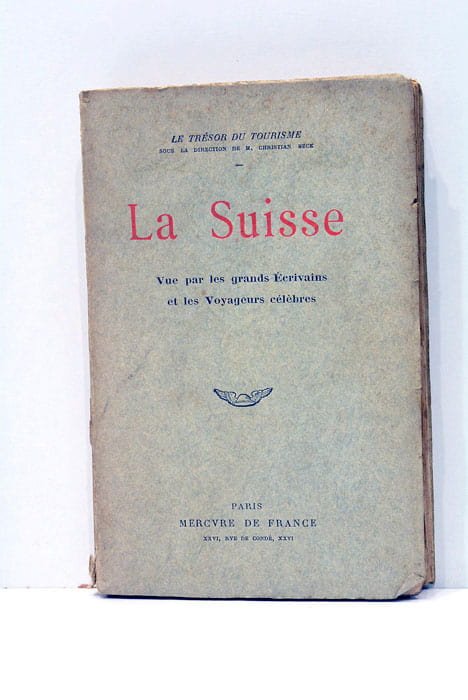 LE TRÉSOR DU TOURISME
SOUS LA DIRECTION DE M. CHRISTIAN BECK
La Suisse
Vue par les grands Écrivains
et les Voyageurs célèbres
PARIS
MERCVRE DE FRANCE
XXVI, RVE DE CONDÉ, XXVI